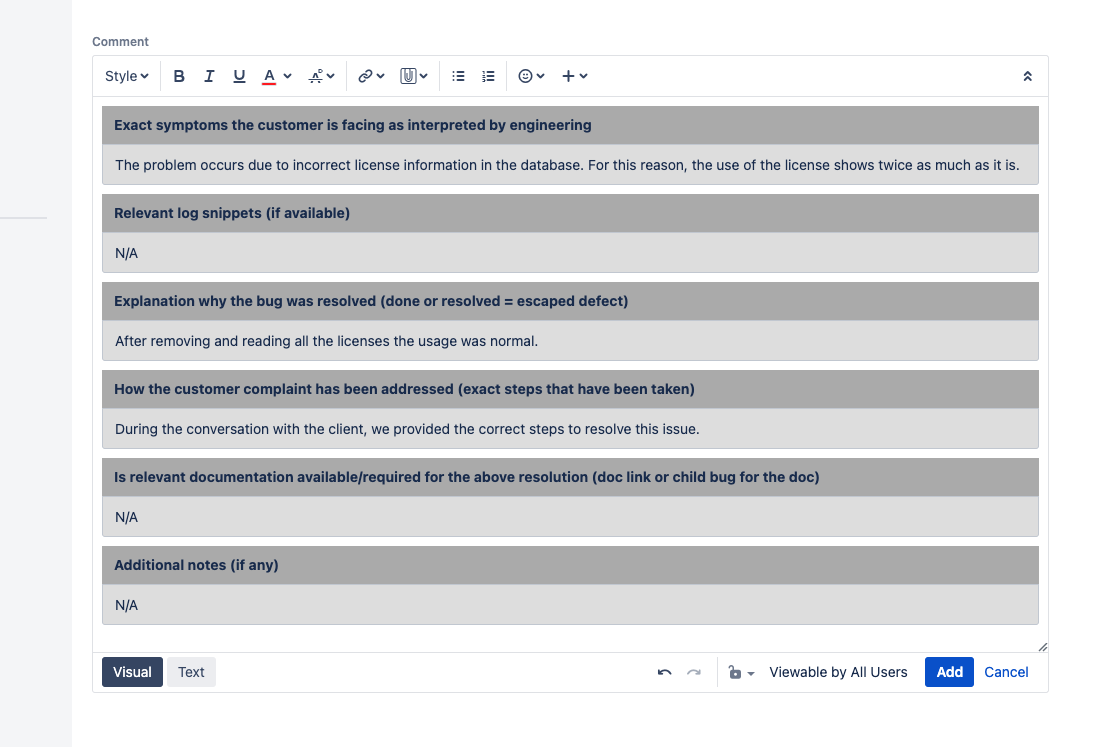 Comment
Style B I U A
Exact symptoms the customer is facing as interpreted by engineering
The problem occurs due to incorrect license information in the database. For this reason, the use of the license shows twice as much as it is.
Relevant log snippets (if available)
N/A
Explanation why the bug was resolved (done or resolved = escaped defect)
After removing and reading all the licenses the usage was normal.
How the customer complaint has been addressed (exact steps that have been taken)
During the conversation with the client, we provided the correct steps to resolve this issue.
Is relevant documentation available/required for the above resolution (doc link or child bug for the doc)
N/A
Additional notes (if any)
N/A
Visual Text Viewable by All Users Add Cancel